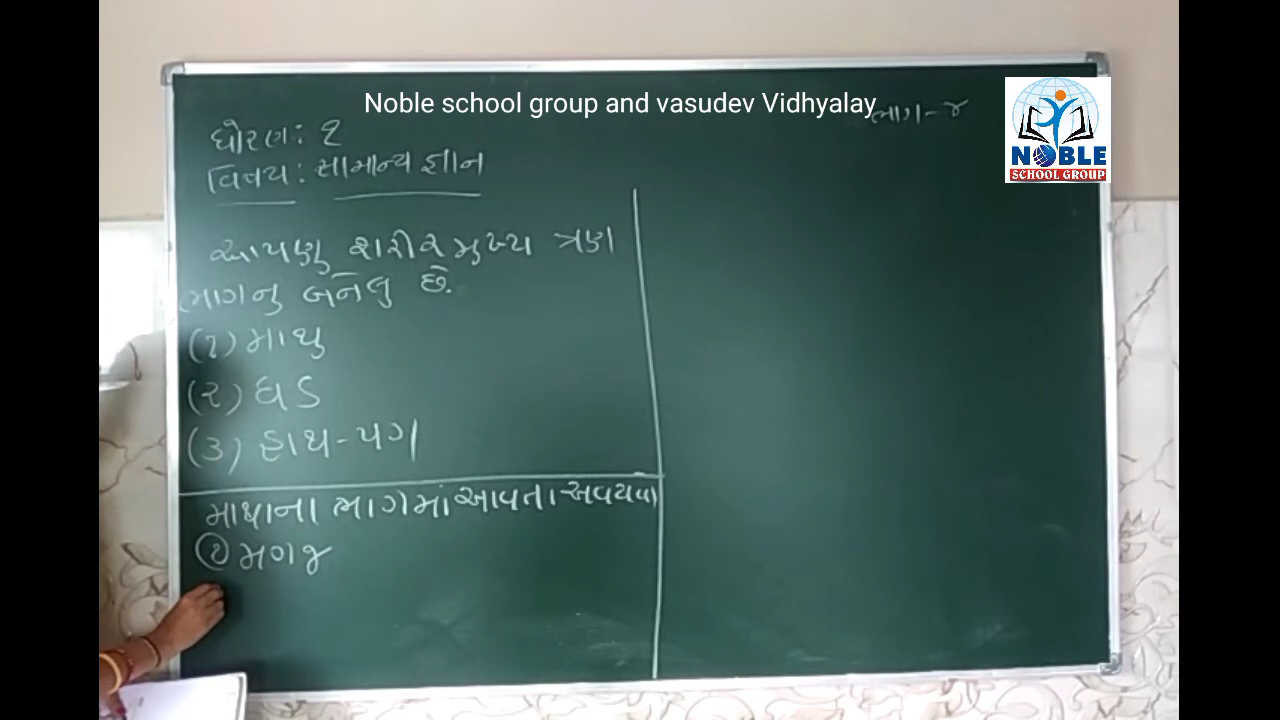 Noble school group and vasudev Vidhyalay
ભાગ - ૪
NOBLE
SCHOOL GROUP
ધોરણ : ૧
વિષય : સામાન્ય જ્ઞાન
આપણુ શરીર મુખ્ય ત્રણ
ભાગનુ બનેલુ છે.
(૧) માથુ
(૨) ધડ
(૩) હાથ - પગ
માથાના ભાગમાં આવતા અવયવો
૧ મગજ